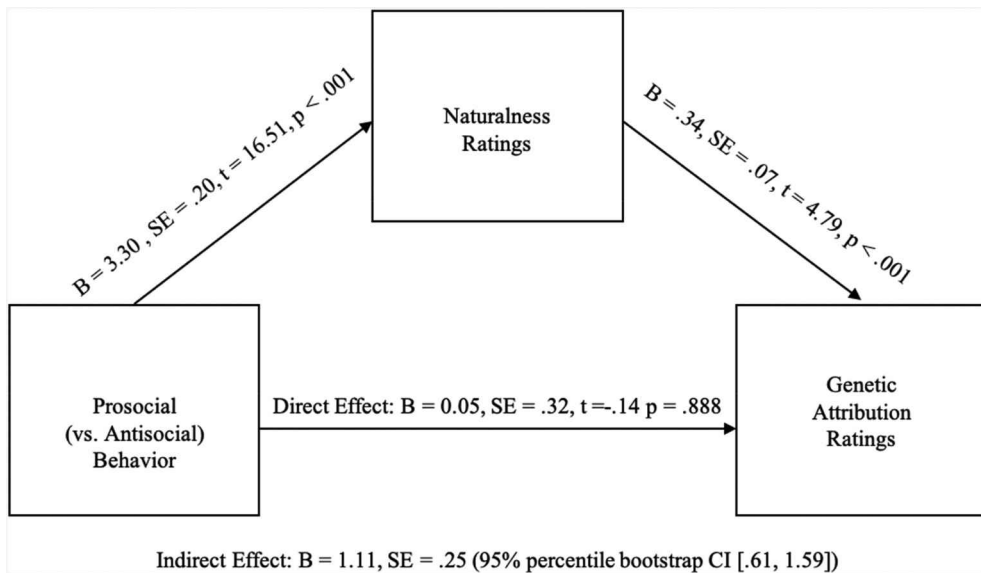 Naturalness
Ratings
B = 3.30 , SE = .20, t = 16.51, p < .001
B = .34, SE = .07, t = 4.79, p < .001
Prosocial
(vs. Antisocial)
Behavior
Direct Effect: B = 0.05, SE = .32, t =-.14 p = .888
Genetic
Attribution
Ratings
Indirect Effect: B = 1.11, SE = .25 (95% percentile bootstrap CI [.61, 1.59])